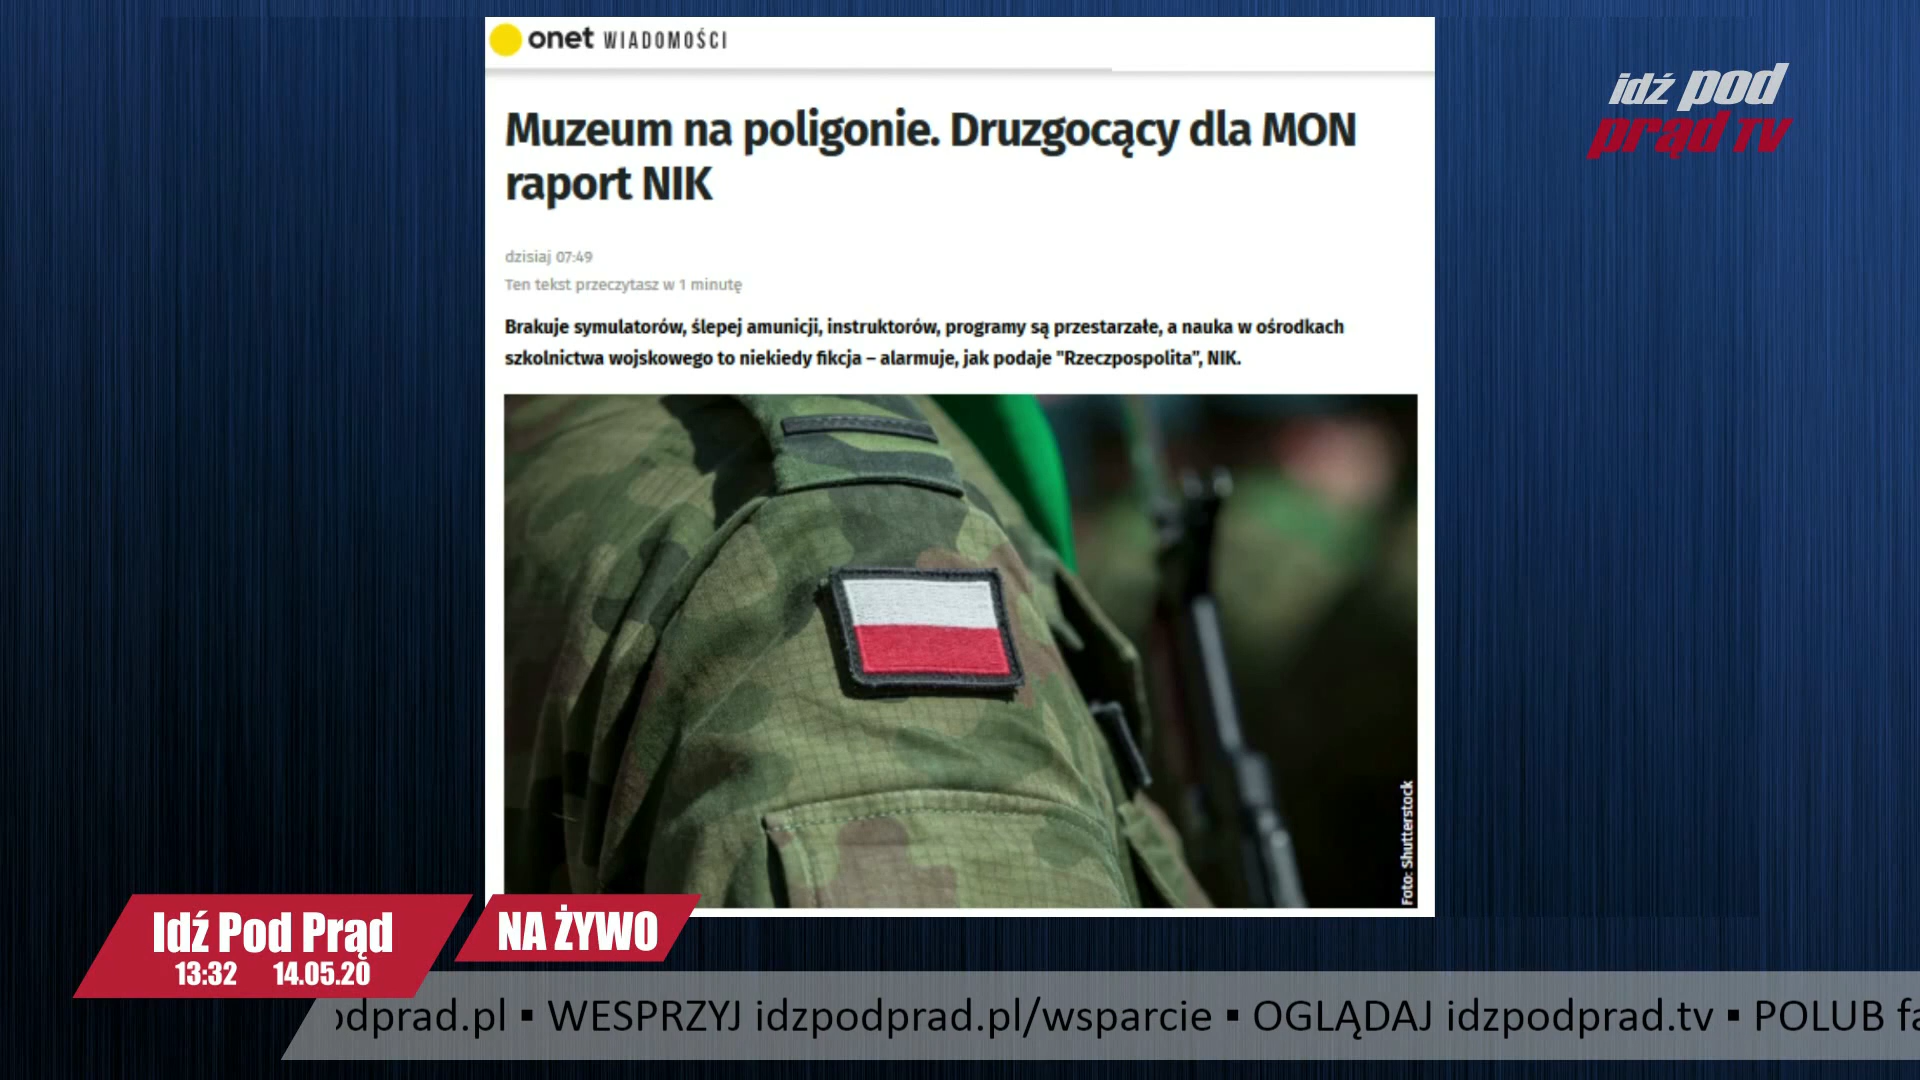 onet WIADOMOŚCI
idź pod
prąd TV
Muzeum na poligonie. Druzgocący dla MON
raport NIK
dzisiaj 07:49
Ten tekst przeczytasz w 1 minutę
Brakuje symulatorów, ślepej amunicji, instruktorów, programy są przestarzałe, a nauka w ośrodkach
szkolnictwa wojskowego to niekiedy fikcja – alarmuje, jak podaje "Rzeczpospolita", NIK.
Foto: Shutterstock
Idź Pod Prąd
NA ŻYWO
13:32 14.05.20
odprad.pl ▪ WESPRZYJ idzpodprad.pl/wsparcie ▪ OGLĄDAJ idzpodprad.tv ▪ POLUB fa